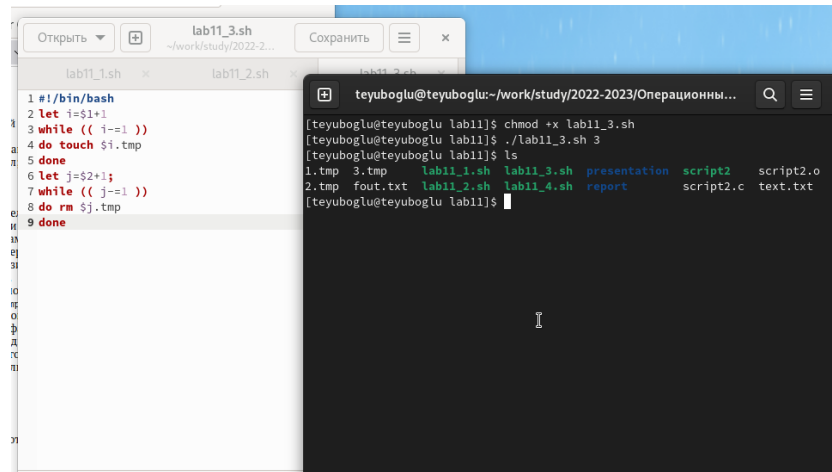 Открыть
lab11_3.sh
~/work/study/2022-2...
Сохранить
lab11_1.sh
lab11_2.sh
lab11_3.sh
1 #!/bin/bash
2 let i=$1+1
3 while (( i-=1 ))
4 do touch $i.tmp
5 done
6 let j=$2+1;
7 while (( j-=1 ))
8 do rm $j.tmp
9 done
teyuboglu@teyuboglu:~/work/study/2022-2023/Операционны...
[teyuboglu@teyuboglu lab11]$ chmod +x lab11_3.sh
[teyuboglu@teyuboglu lab11]$ ./lab11_3.sh 3
[teyuboglu@teyuboglu lab11]$ ls
1.tmp 3.tmp lab11_1.sh lab11_3.sh presentation script2 script2.o
2.tmp fout.txt lab11_2.sh lab11_4.sh report script2.c text.txt
[teyuboglu@teyuboglu lab11]$